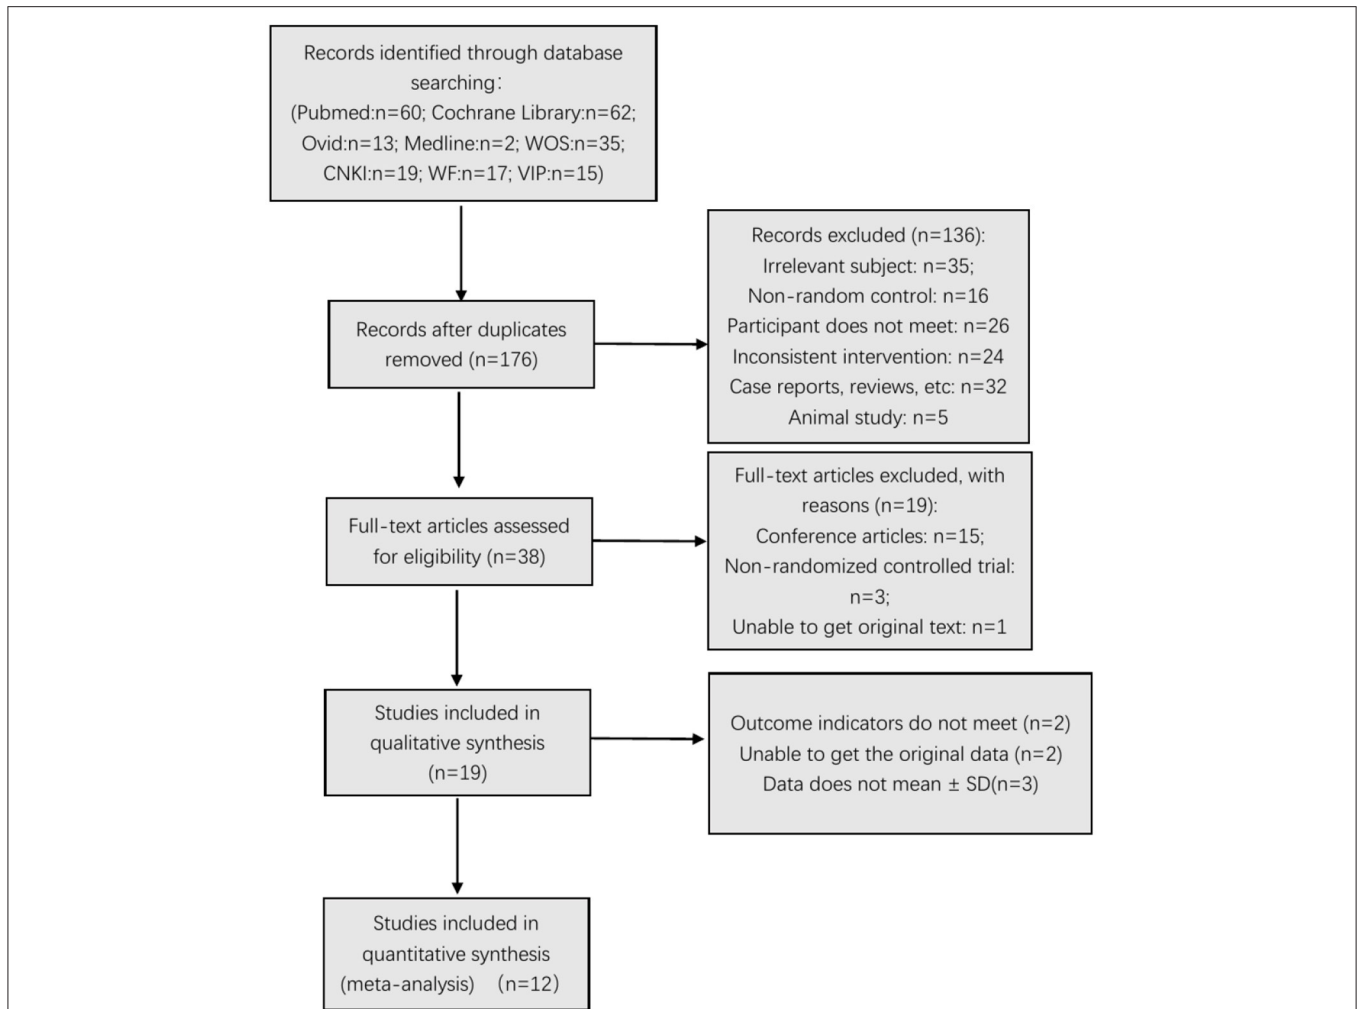 Records identified through database
searching：
(Pubmed:n=60; Cochrane Library:n=62;
Ovid:n=13; Medline:n=2; WOS:n=35;
CNKI:n=19; WF:n=17; VIP:n=15)
Records after duplicates
removed (n=176)
Records excluded (n=136):
Irrelevant subject: n=35;
Non-random control: n=16
Participant does not meet: n=26
Inconsistent intervention: n=24
Case reports, reviews, etc: n=32
Animal study: n=5
Full-text articles assessed
for eligibility (n=38)
Full-text articles excluded, with
reasons (n=19):
Conference articles: n=15;
Non-randomized controlled trial:
n=3;
Unable to get original text: n=1
Studies included in
qualitative synthesis
(n=19)
Outcome indicators do not meet (n=2)
Unable to get the original data (n=2)
Data does not mean ± SD(n=3)
Studies included in
quantitative synthesis
(meta-analysis) （n=12）